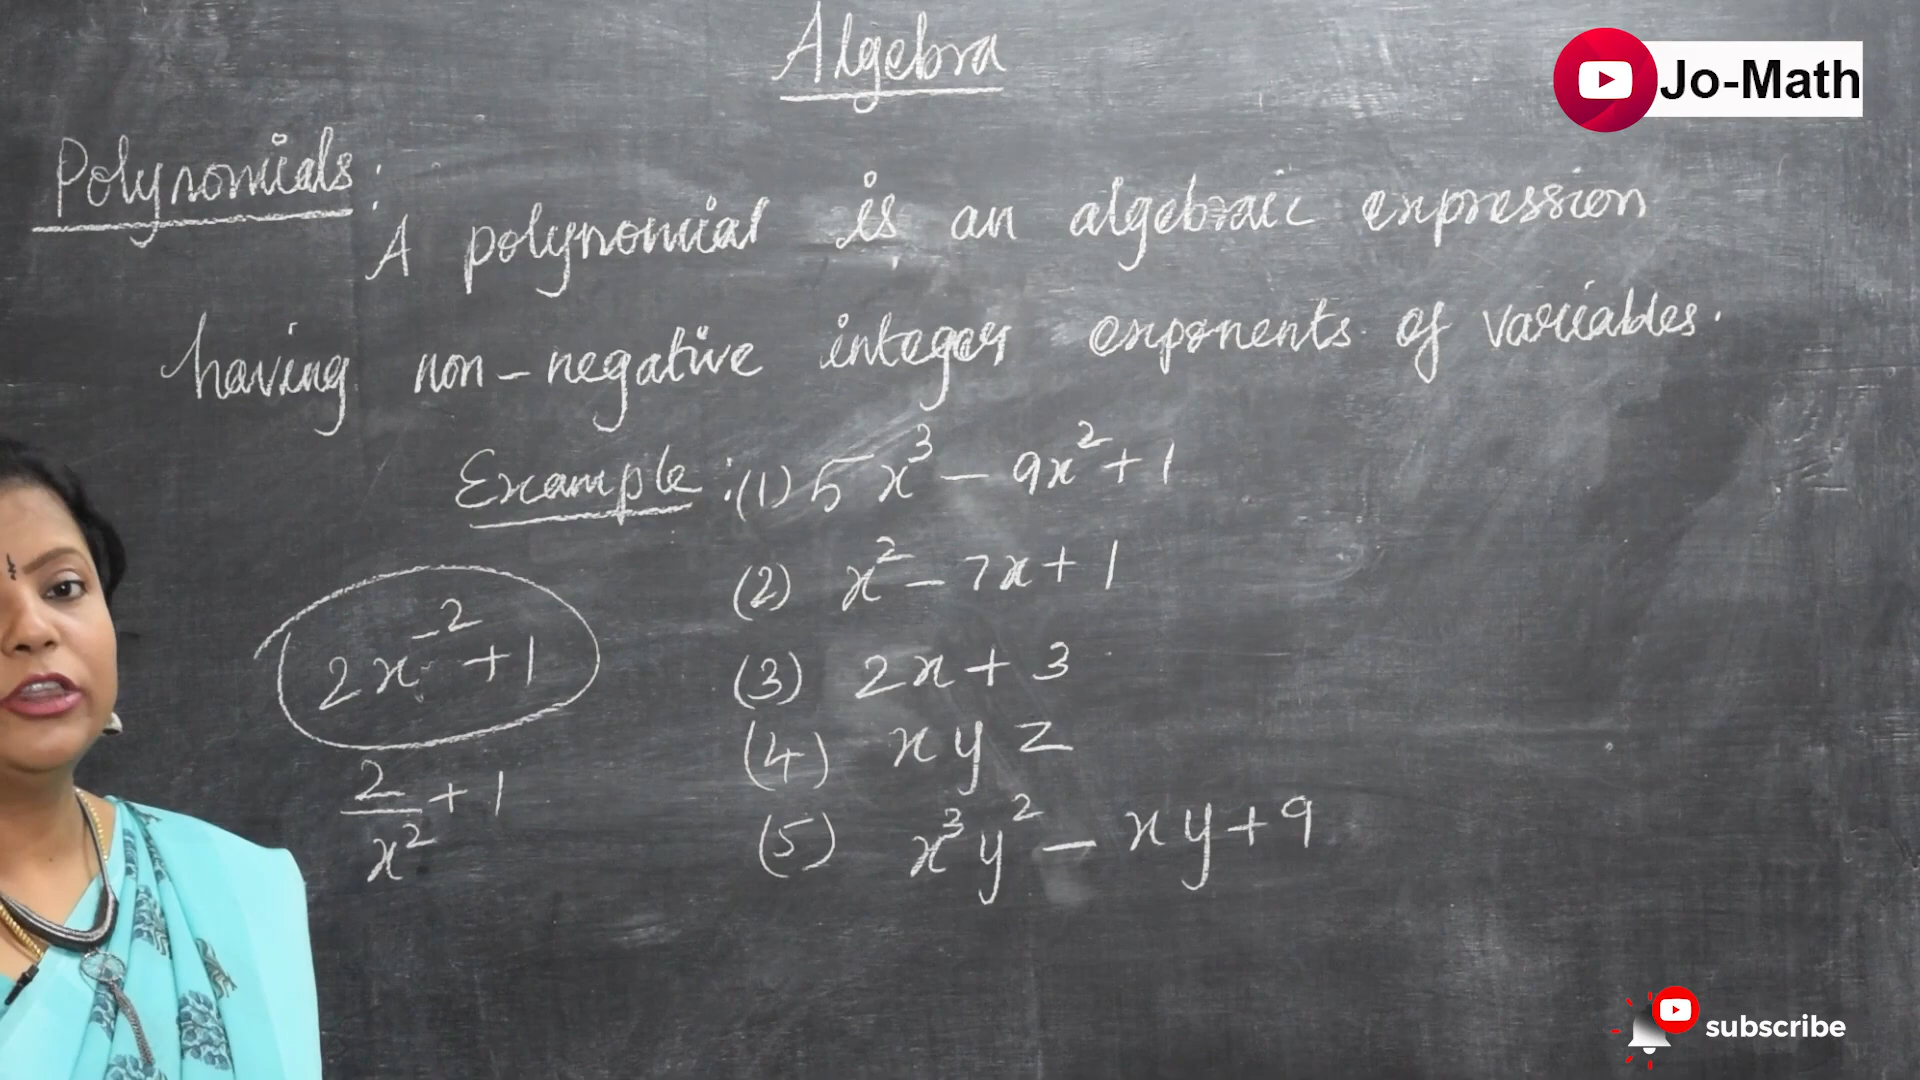 Algebra
Jo-Math
Polynomials:
A polynomial is an algebraic expression
having non-negative integer exponents of variables.
Example: (1) 5x³ - 9x² + 1
(2) x² - 7x + 1
2x⁻² + 1
(3) 2x + 3
(4) xyz
2/x² + 1
(5) x³y² - xy + 9
subscribe